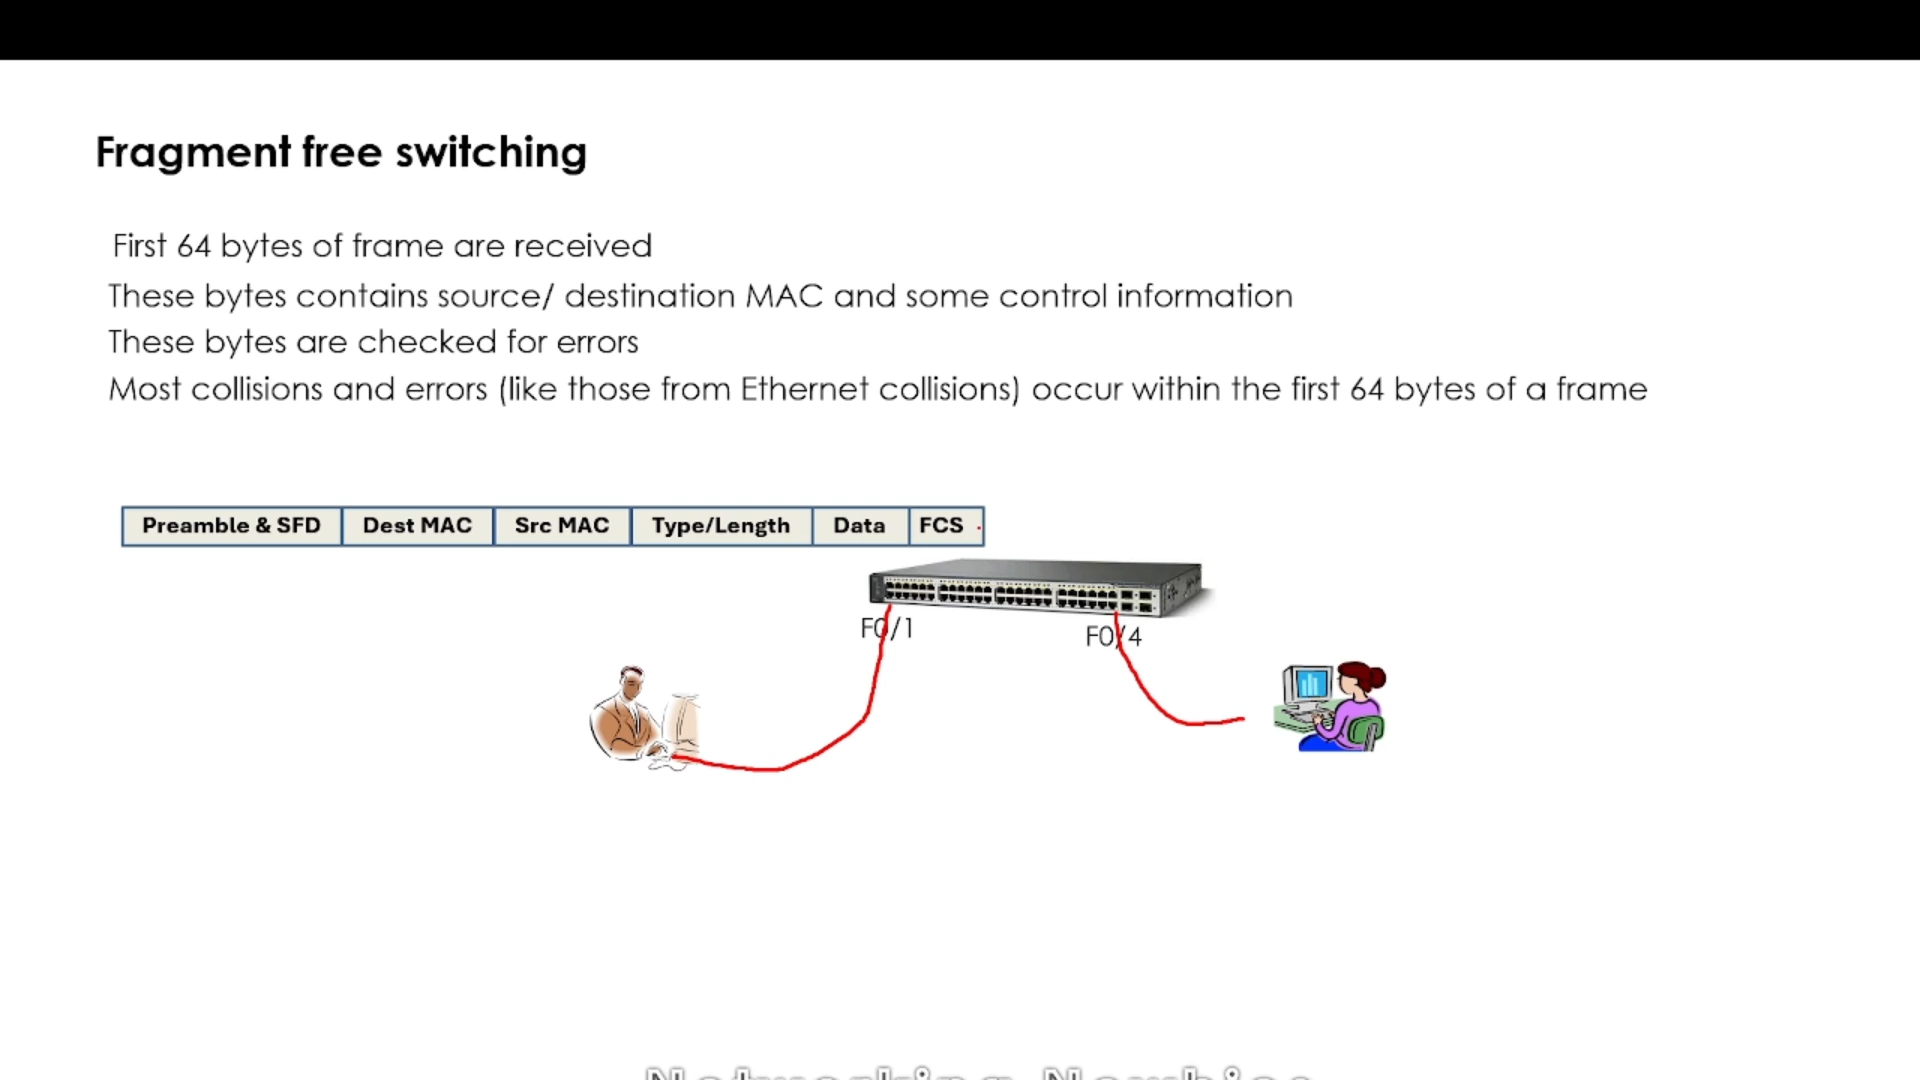 Fragment free switching
First 64 bytes of frame are received
These bytes contains source/ destination MAC and some control information
These bytes are checked for errors
Most collisions and errors (like those from Ethernet collisions) occur within the first 64 bytes of a frame
Preamble & SFD Dest MAC Src MAC Type/Length Data FCS
F0/1 F0/4
Networking Newbies